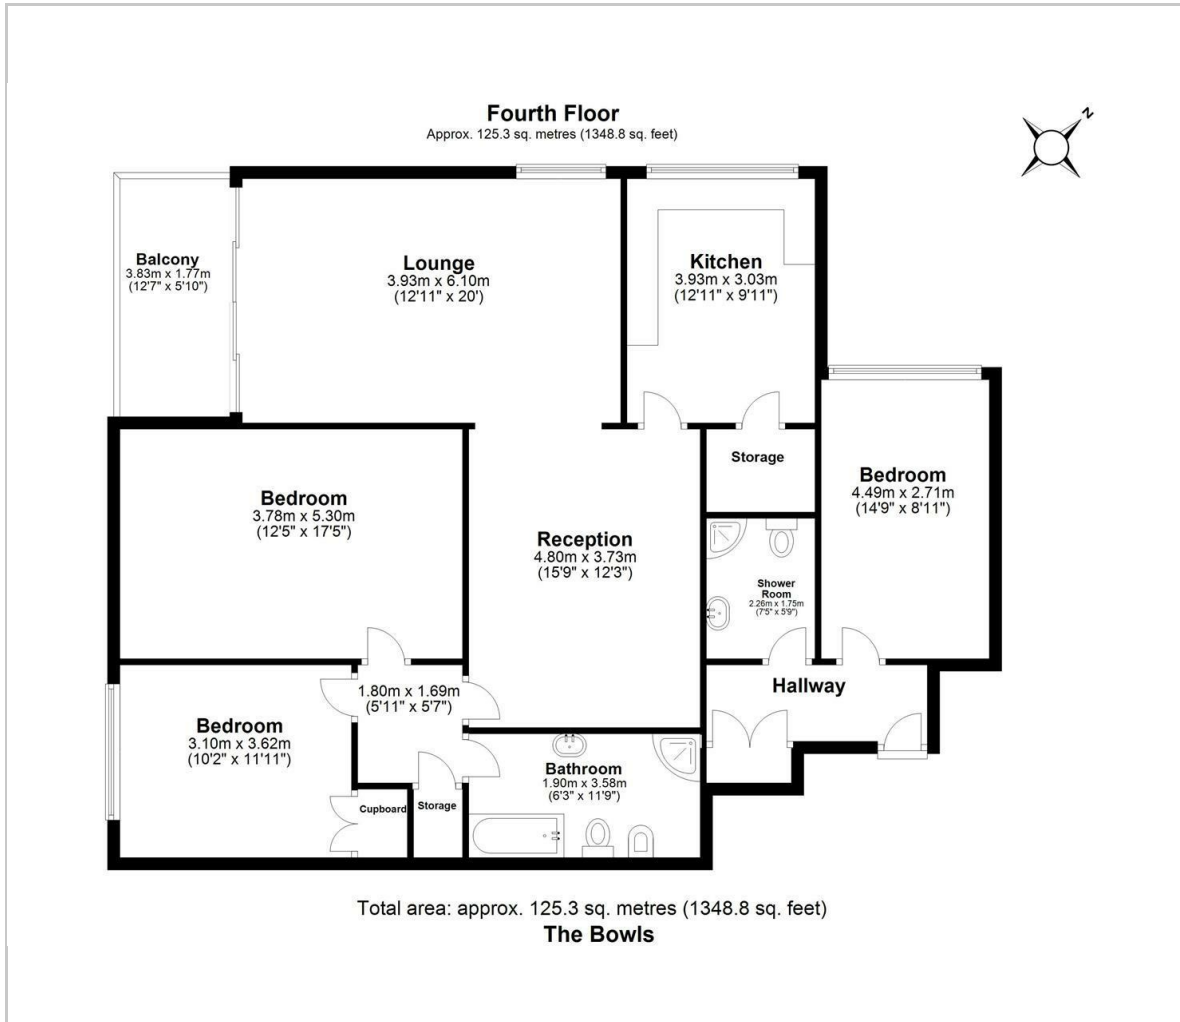 Fourth Floor
Approx. 125.3 sq. metres (1348.8 sq. feet)
N
Balcony
3.83m x 1.77m
(12'7" x 5'10")
Lounge
3.93m x 6.10m
(12'11" x 20')
Kitchen
3.93m x 3.03m
(12'11" x 9'11")
Storage
Bedroom
4.49m x 2.71m
(14'9" x 8'11")
Bedroom
3.78m x 5.30m
(12'5" x 17'5")
Reception
4.80m x 3.73m
(15'9" x 12'3")
Shower
Room
2.26m x 1.75m
(7'5" x 5'9")
Hallway
1.80m x 1.69m
(5'11" x 5'7")
Bedroom
3.10m x 3.62m
(10'2" x 11'11")
Bathroom
1.90m x 3.58m
(6'3" x 11'9")
Cupboard
Storage
Total area: approx. 125.3 sq. metres (1348.8 sq. feet)
The Bowls